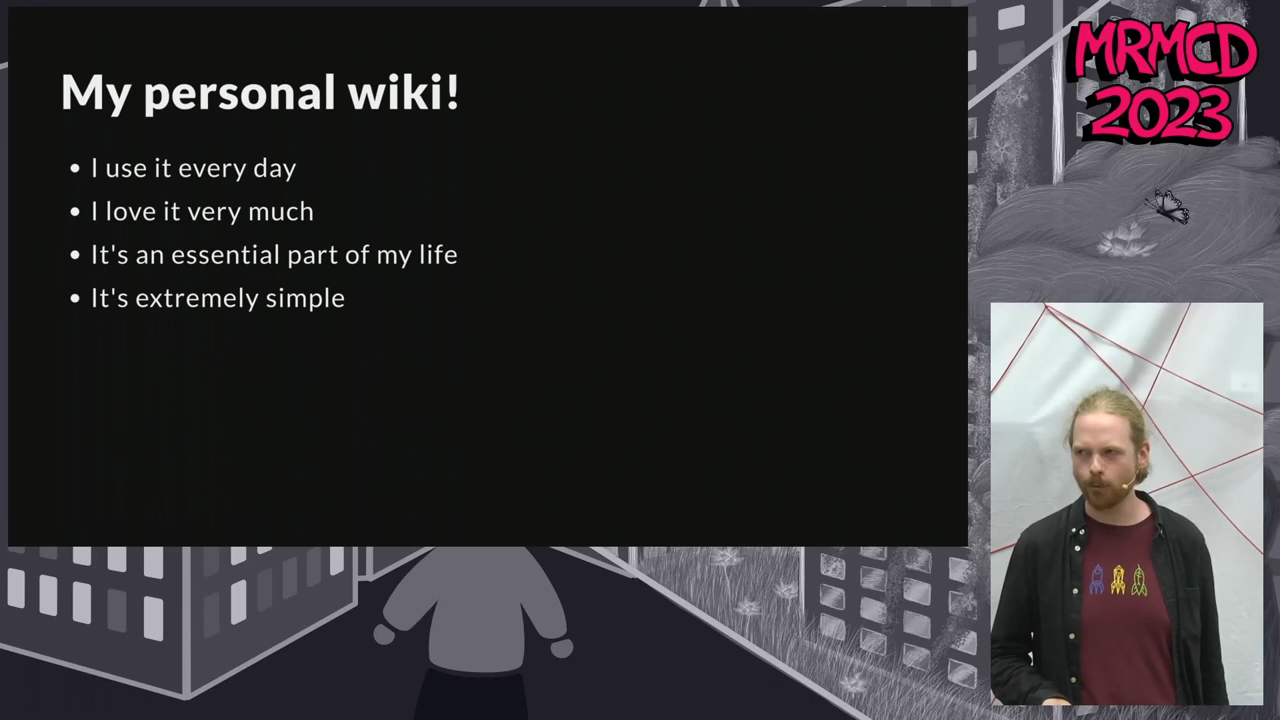 My personal wiki!
• I use it every day
• I love it very much
• It's an essential part of my life
• It's extremely simple
MRMCD
2023